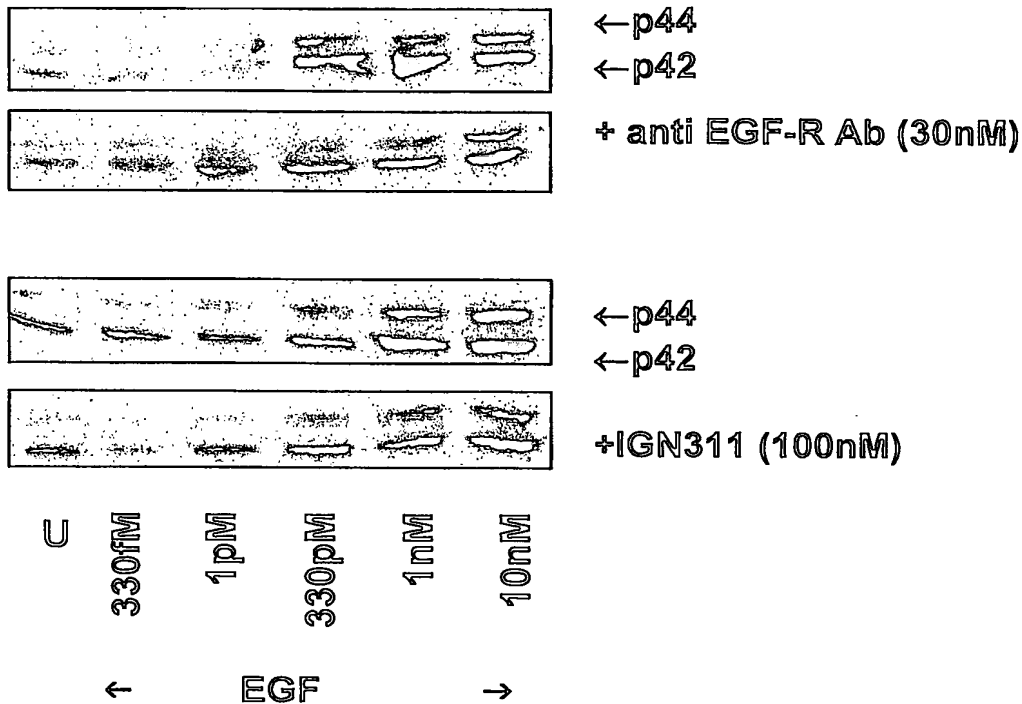 ←p44
←p42
+ anti EGF-R Ab (30nM)
←p44
←p42
+IGN311 (100nM)
U 330fM 1pM 330pM 1nM 10nM
← EGF →